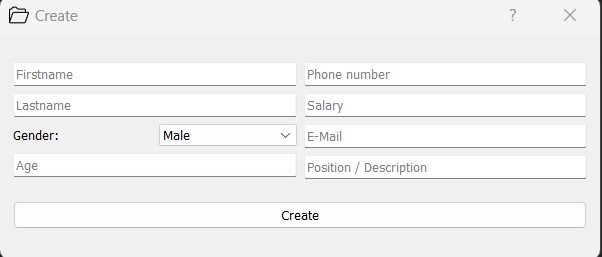 Create ?
Firstname Phone number
Lastname Salary
Gender: Male E-Mail
Age Position / Description
Create